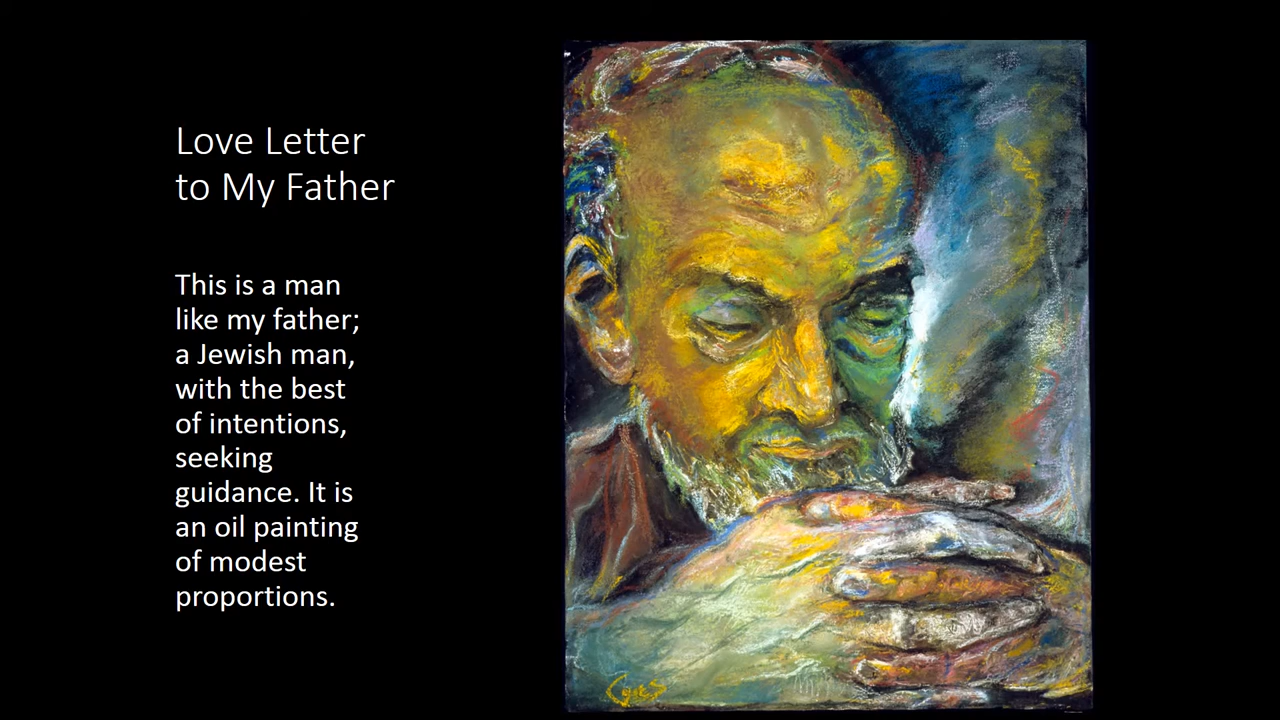 Love Letter
to My Father
This is a man
like my father;
a Jewish man,
with the best
of intentions,
seeking
guidance. It is
an oil painting
of modest
proportions.